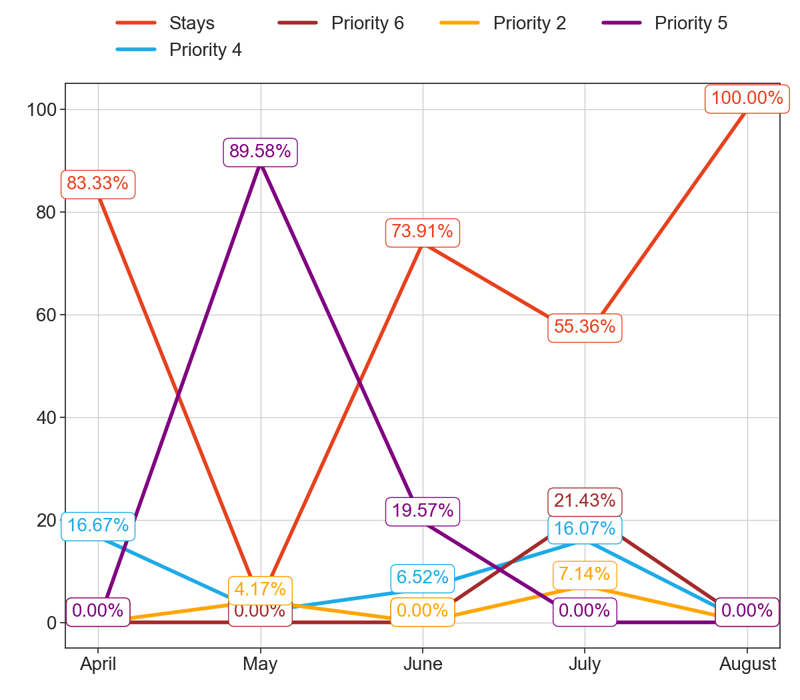 Stays
Priority 6
Priority 2
Priority 5
Priority 4
100
80
60
40
20
0
100.00%
89.58%
83.33%
73.91%
55.36%
21.43%
19.57%
16.67%
16.07%
7.14%
6.52%
4.17%
0.00%
0.00%
0.00%
0.00%
0.00%
April
May
June
July
August